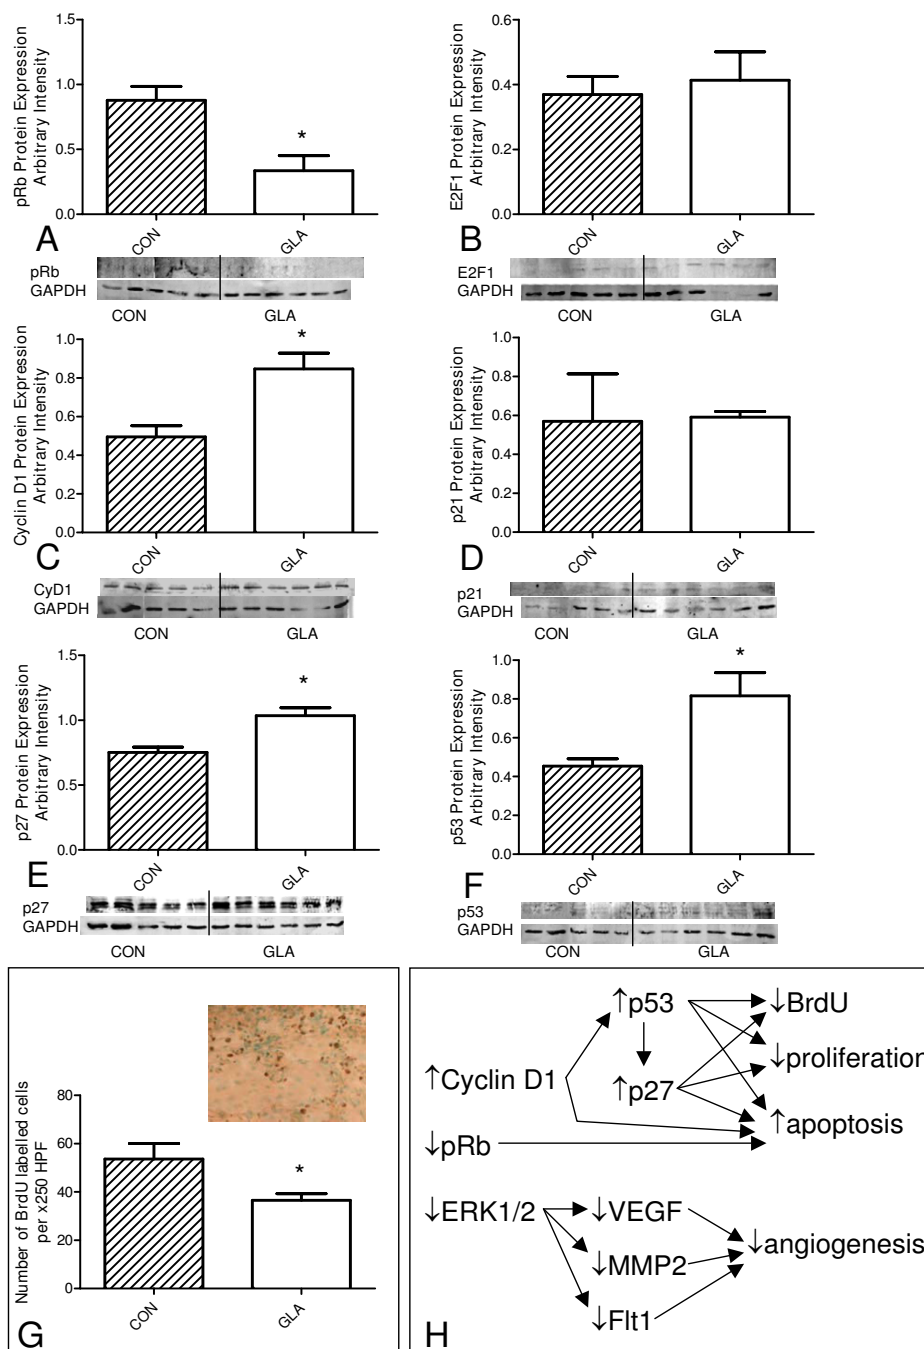 pRb Protein Expression
Arbitrary Intensity
1.5
1.0
0.5
0.0
*
CON
GLA
A
pRb
GAPDH
CON GLA
E2F1 Protein Expression
Arbitrary Intensity
0.6
0.4
0.2
0.0
CON
GLA
B
E2F1
GAPDH
CON GLA
Cyclin D1 Protein Expression
Arbitrary Intensity
1.0
0.8
0.6
0.4
0.2
0.0
*
CON
GLA
C
CyD1
GAPDH
CON GLA
p21 Protein Expression
Arbitrary Intensity
1.0
0.8
0.6
0.4
0.2
0.0
CON
GLA
D
p21
GAPDH
CON GLA
p27 Protein Expression
Arbitrary Intensity
1.5
1.0
0.5
0.0
*
CON
GLA
E
p27
GAPDH
CON GLA
p53 Protein Expression
Arbitrary Intensity
1.0
0.8
0.6
0.4
0.2
0.0
*
CON
GLA
F
p53
GAPDH
CON GLA
Number of BrdU labelled cells
per x250 HPF
80
60
40
20
0
*
CON
GLA
G
↑p53
↓BrdU
↓proliferation
↑Cyclin D1
↑p27
↑apoptosis
↓pRb
↓ERK1/2
↓VEGF
↓angiogenesis
↓MMP2
↓Flt1
H